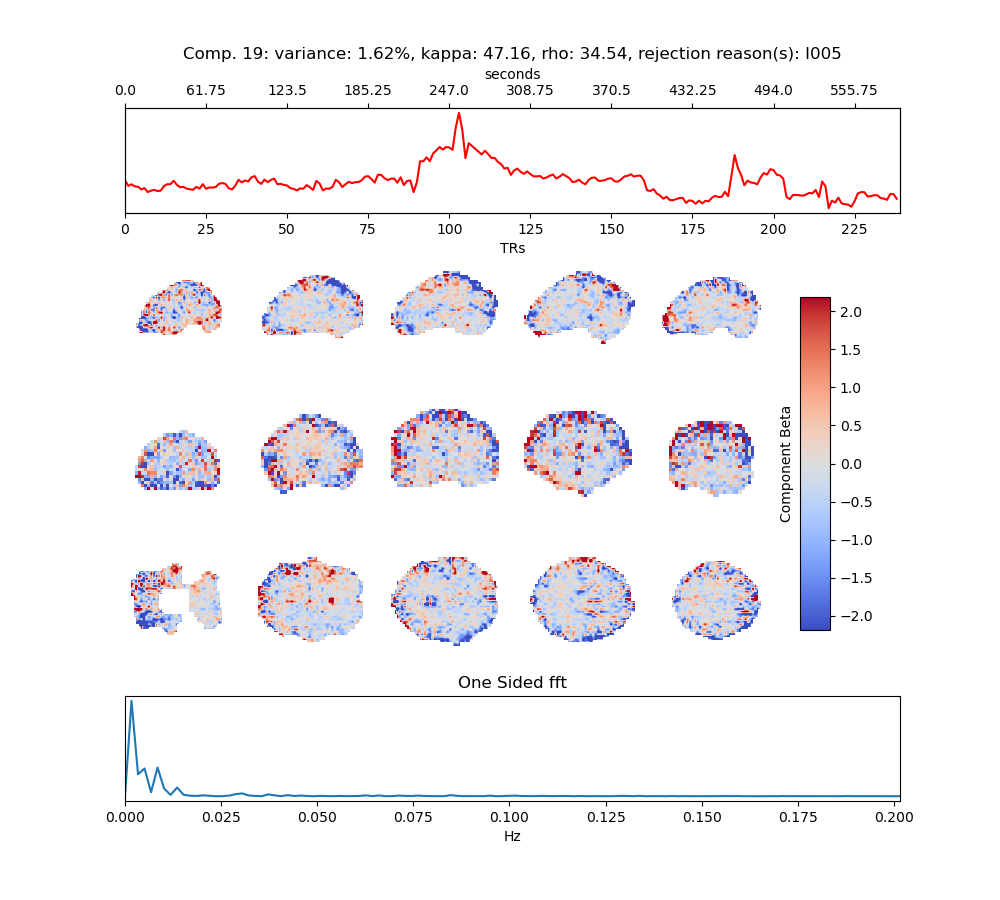 Comp. 19: variance: 1.62%, kappa: 47.16, rho: 34.54, rejection reason(s): I005
seconds
0.0 61.75 123.5 185.25 247.0 308.75 370.5 432.25 494.0 555.75
0 25 50 75 100 125 150 175 200 225
TRs
2.0
1.5
1.0
0.5
0.0
−0.5
−1.0
−1.5
−2.0
Component Beta
One Sided fft
0.000 0.025 0.050 0.075 0.100 0.125 0.150 0.175 0.200
Hz